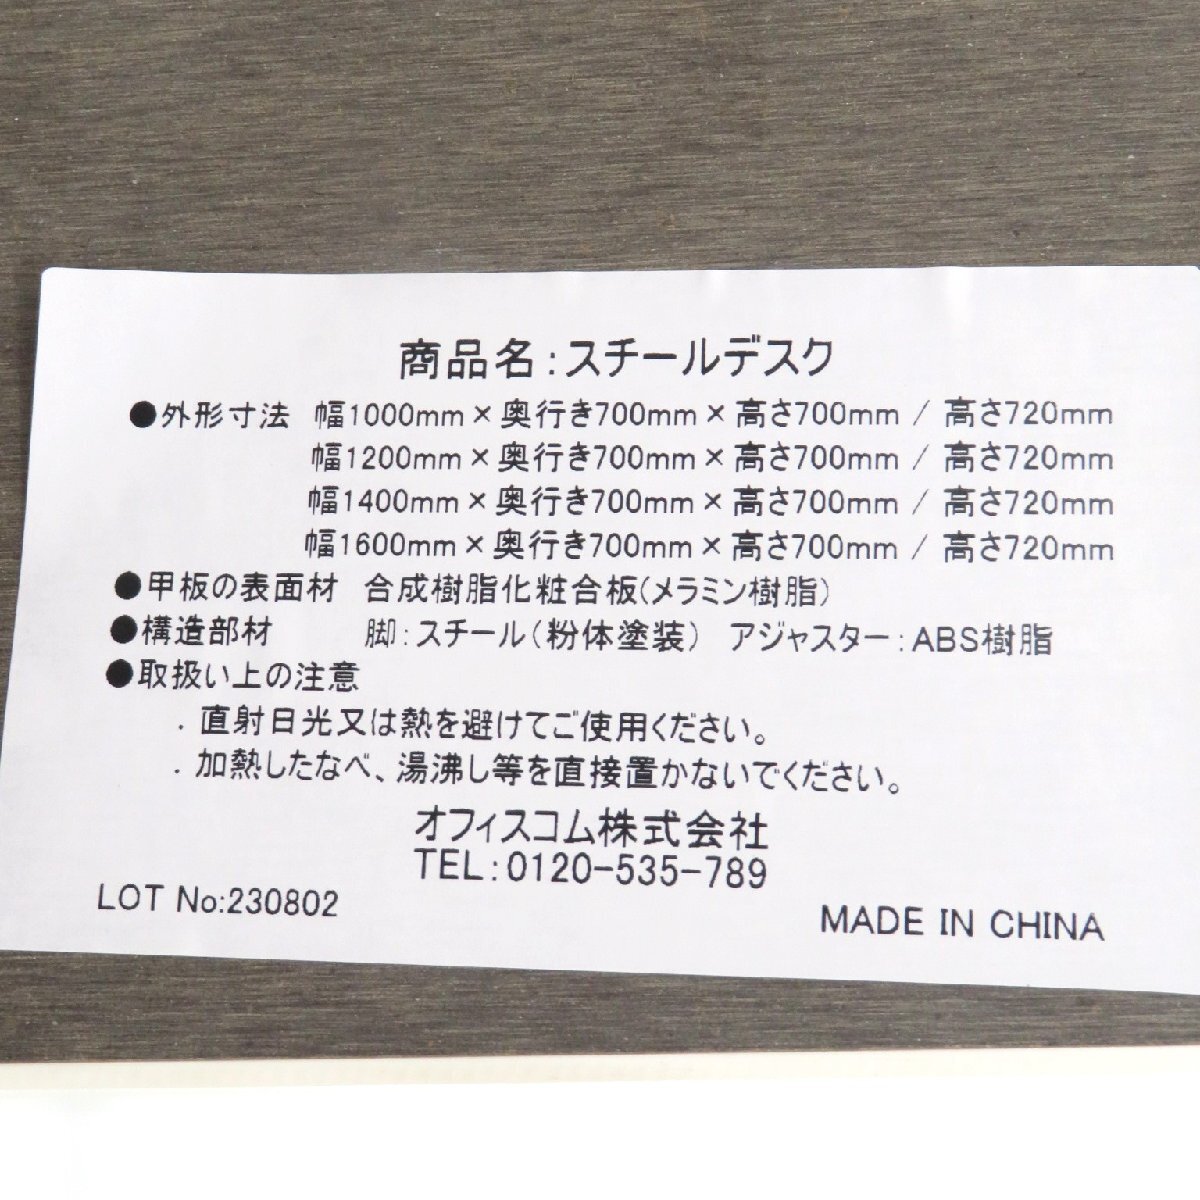 商品名:スチールデスク
●外形寸法 幅1000mm×奥行き700mm×高さ700mm / 高さ720mm
幅1200mm×奥行き700mm×高さ700mm / 高さ720mm
幅1400mm×奥行き700mm×高さ700mm / 高さ720mm
幅1600mm×奥行き700mm×高さ700mm / 高さ720mm
●甲板の表面材 合成樹脂化粧合板(メラミン樹脂)
●構造部材 脚:スチール(粉体塗装) アジャスター:ABS樹脂
●取扱い上の注意
．直射日光又は熱を避けてご使用ください。
．加熱したなべ、湯沸し等を直接置かないでください。
オフィスコム株式会社
TEL:0120-535-789
LOT No:230802
MADE IN CHINA